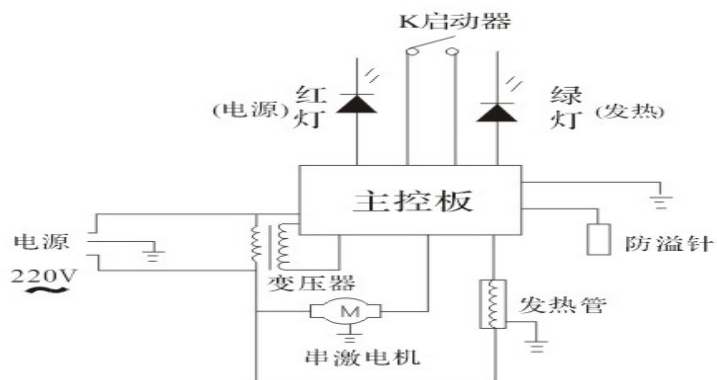 K启动器
(电源)
红灯
绿灯
(发热)
主控板
电源
220V
变压器
防溢针
发热管
M
串激电机